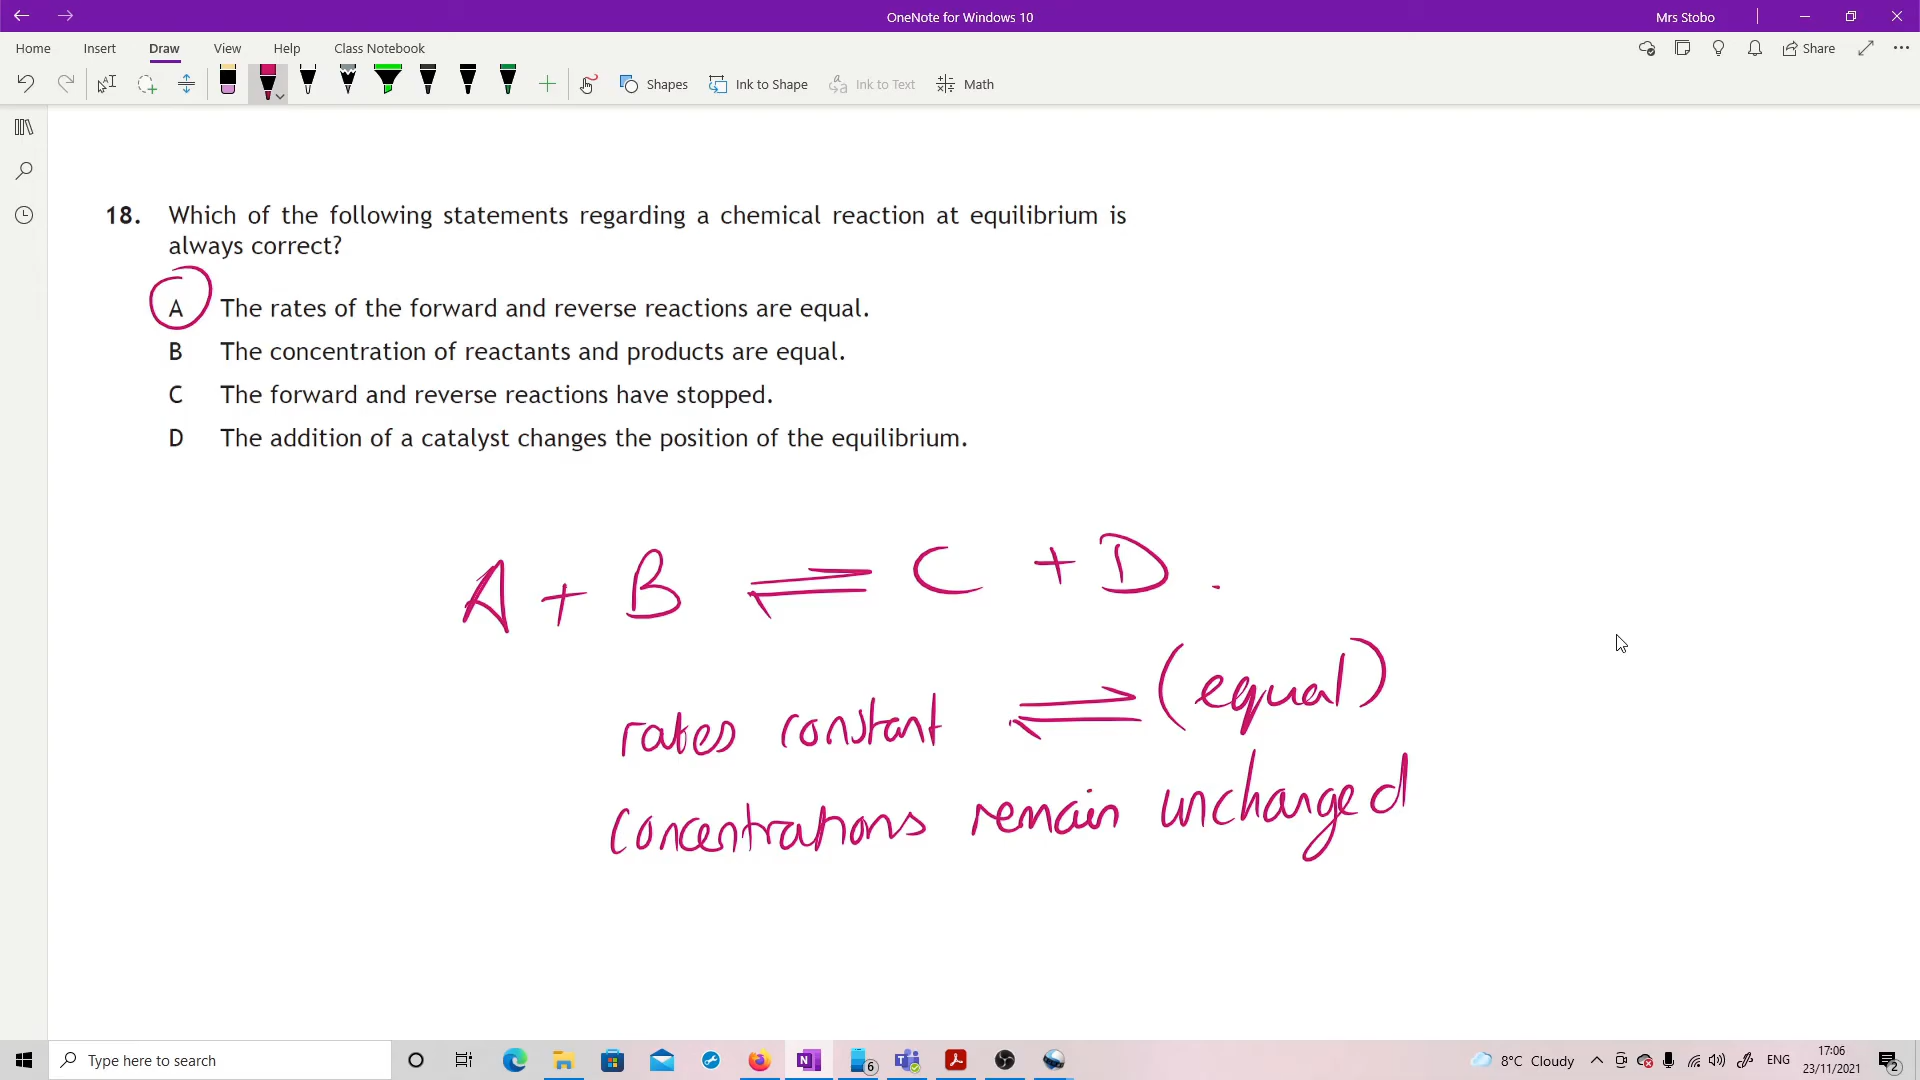 OneNote for Windows 10
Mrs Stobo
Home Insert Draw View Help Class Notebook
Share
Shapes Ink to Shape Ink to Text Math
18. Which of the following statements regarding a chemical reaction at equilibrium is
always correct?
A The rates of the forward and reverse reactions are equal.
B The concentration of reactants and products are equal.
C The forward and reverse reactions have stopped.
D The addition of a catalyst changes the position of the equilibrium.
A + B ⇌ C + D .
rates constant ⇌ (equal)
concentrations remain unchanged
Type here to search
6
8°C Cloudy
ENG
17:06
23/11/2021
2